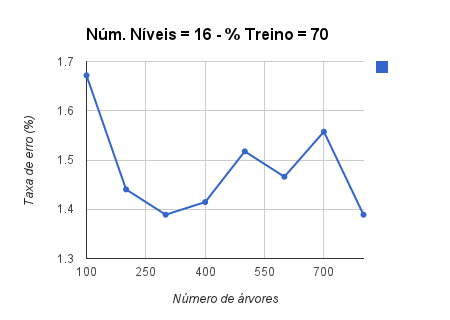 Núm. Níveis = 16 - % Treino = 70
1.7
1.6
1.5
1.4
1.3
Taxa de erro (%)
100 250 400 550 700
Número de árvores